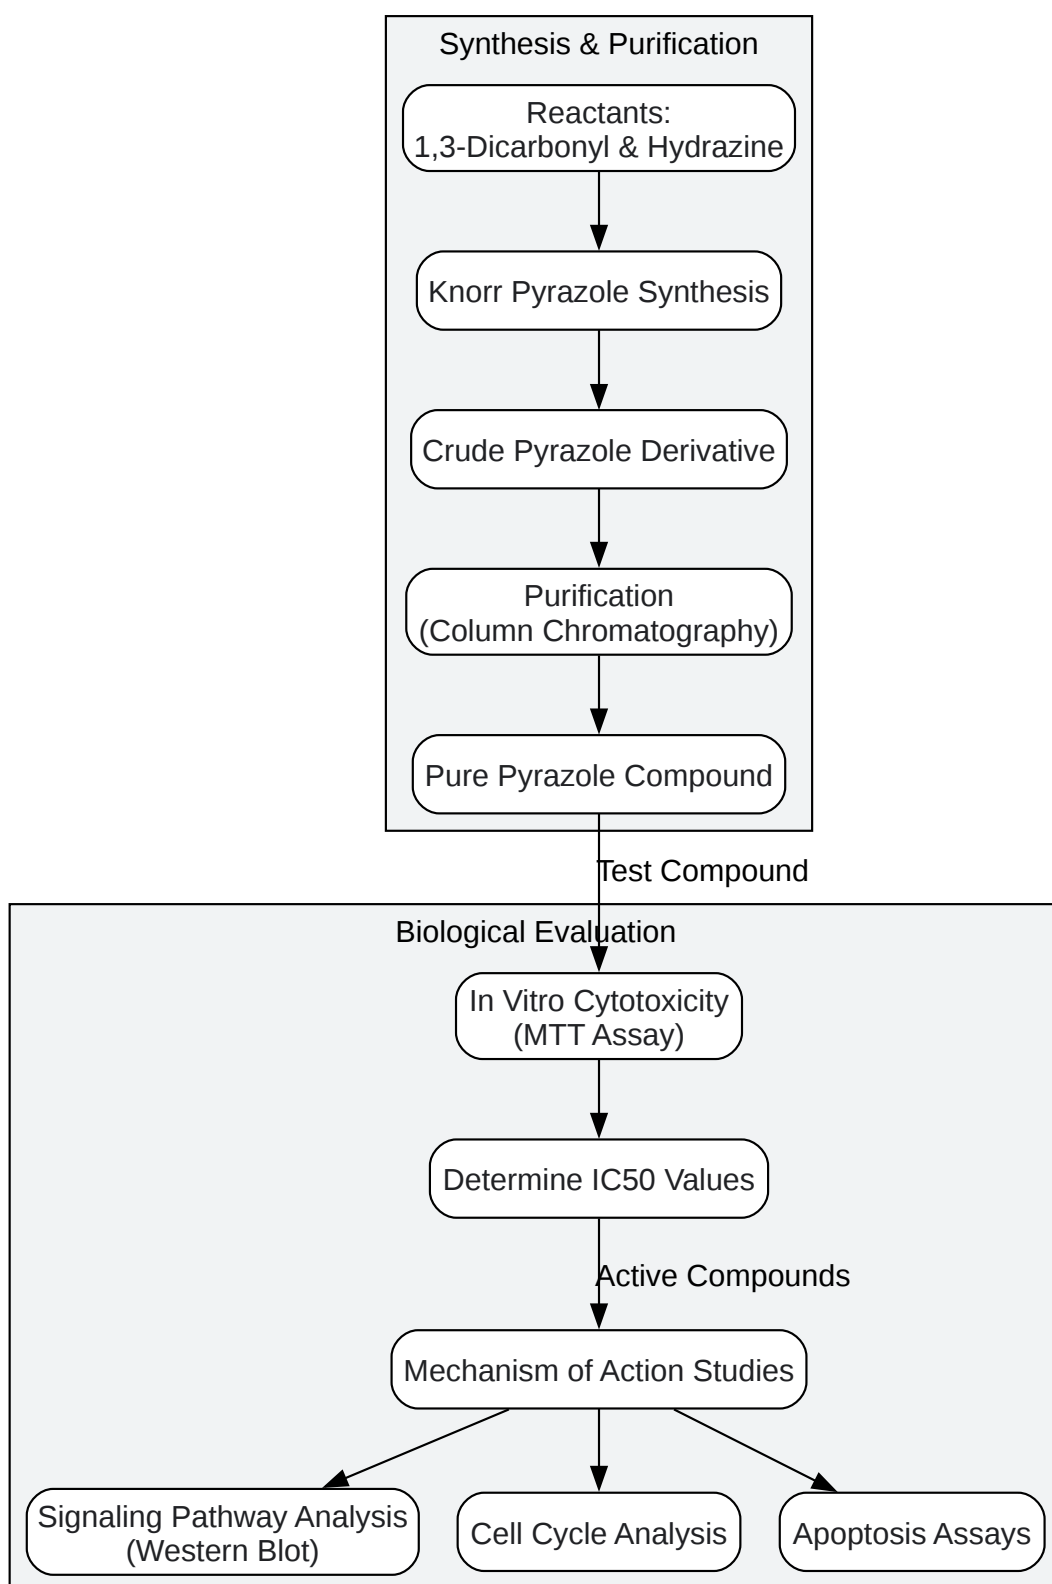 Synthesis & Purification
Reactants:
1,3-Dicarbonyl & Hydrazine
Knorr Pyrazole Synthesis
Crude Pyrazole Derivative
Purification
(Column Chromatography)
Pure Pyrazole Compound
Test Compound
Biological Evaluation
In Vitro Cytotoxicity
(MTT Assay)
Determine IC50 Values
Active Compounds
Mechanism of Action Studies
Signaling Pathway Analysis
(Western Blot)
Cell Cycle Analysis
Apoptosis Assays